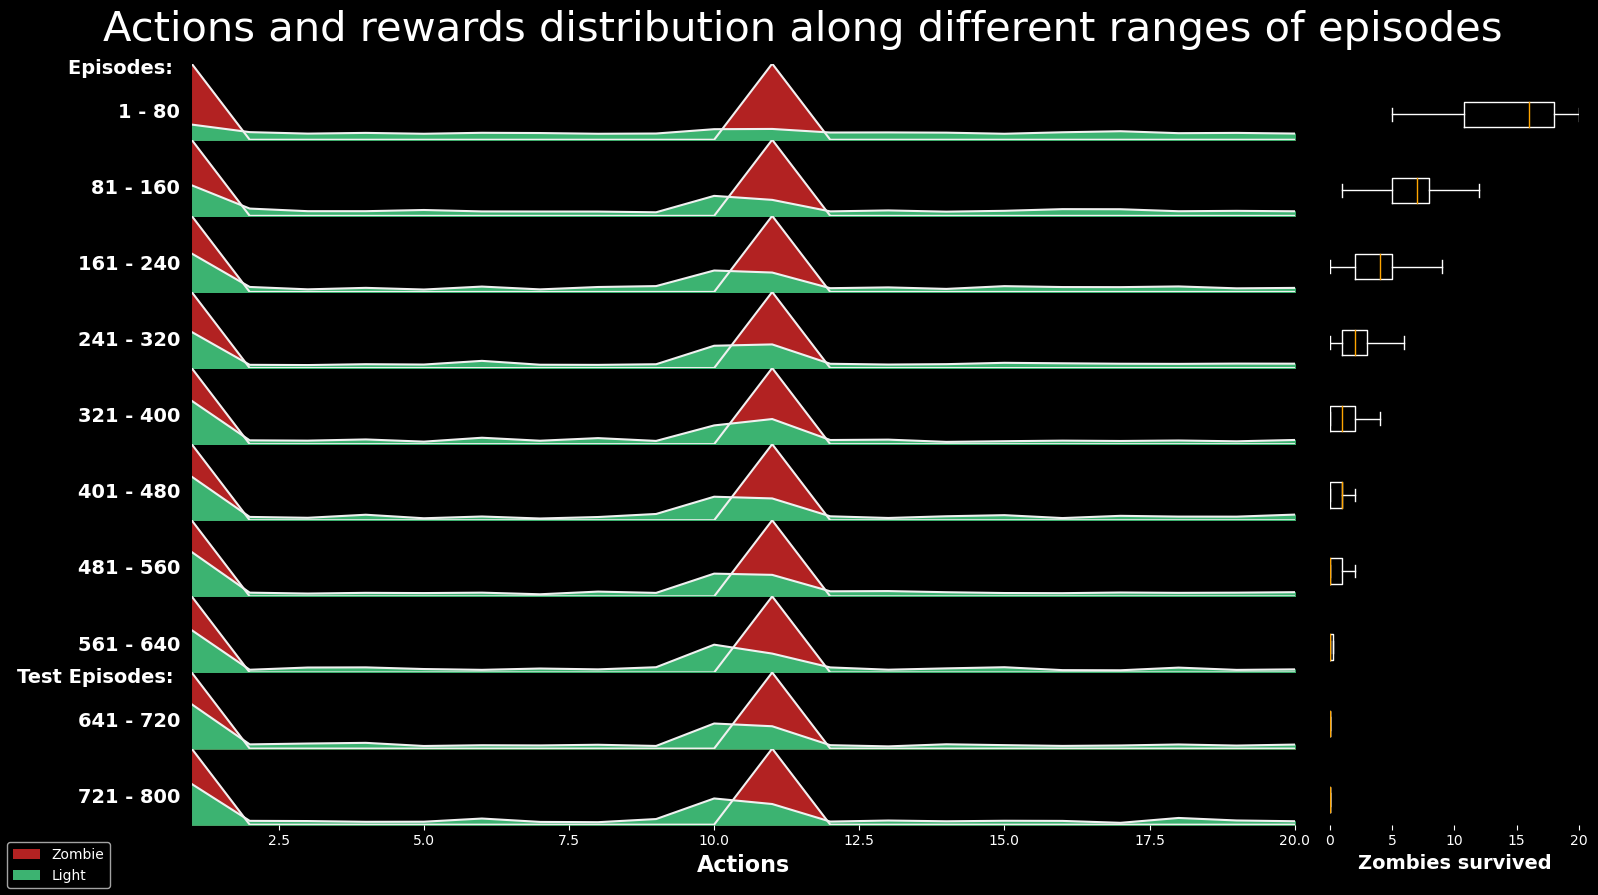 Actions and rewards distribution along different ranges of episodes
Episodes:
1 - 80
81 - 160
161 - 240
241 - 320
321 - 400
401 - 480
481 - 560
561 - 640
Test Episodes:
641 - 720
721 - 800
2.5 5.0 7.5 10.0 12.5 15.0 17.5 20.0
Actions
0 5 10 15 20
Zombies survived
Zombie
Light